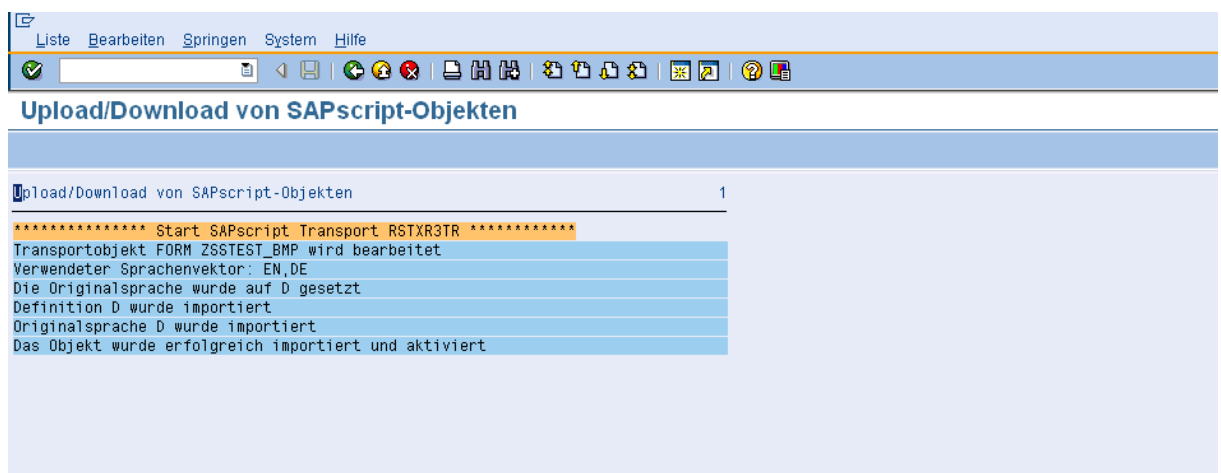 Liste Bearbeiten Springen System Hilfe
Upload/Download von SAPscript-Objekten
Upload/Download von SAPscript-Objekten 1
*************** Start SAPscript Transport RSTXR3TR ************
Transportobjekt FORM ZSSTEST_BMP wird bearbeitet
Verwendeter Sprachenvektor: EN,DE
Die Originalsprache wurde auf D gesetzt
Definition D wurde importiert
Originalsprache D wurde importiert
Das Objekt wurde erfolgreich importiert und aktiviert